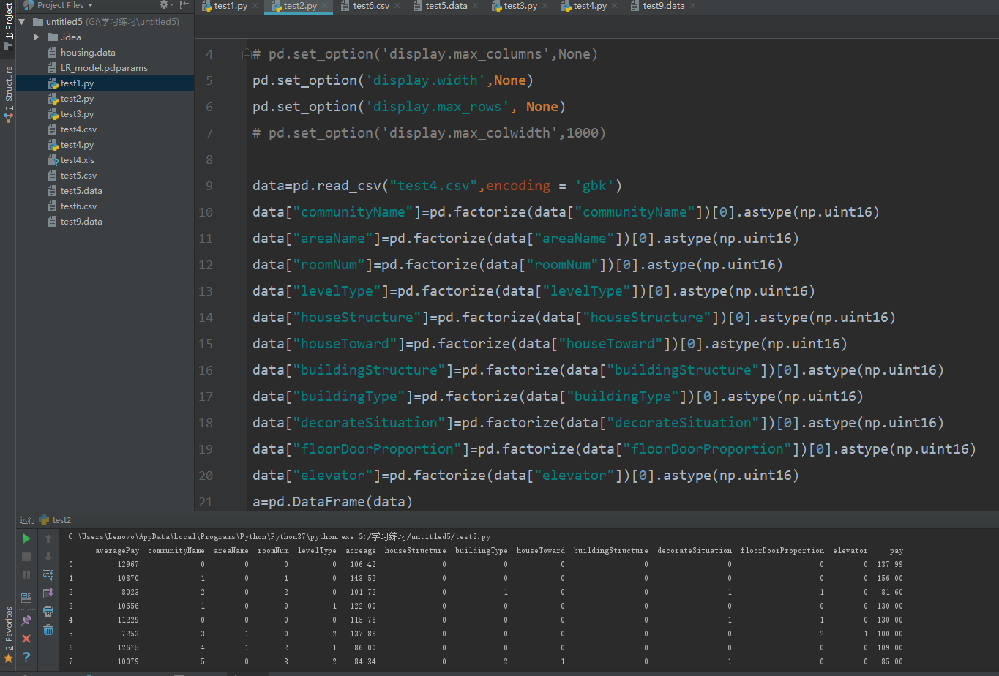 1: Project
Project Files
test1.py
test2.py
test6.csv
test5.data
test3.py
test4.py
test9.data
untitled5 (G:\学习练习\untitled5)
.idea
housing.data
LR_model.pdparams
test1.py
test2.py
test3.py
test4.csv
test4.py
test4.xls
test5.csv
test5.data
test6.csv
test9.data
7: Structure
2: Favorites
4 # pd.set_option('display.max_columns',None)
5 pd.set_option('display.width',None)
6 pd.set_option('display.max_rows', None)
7 # pd.set_option('display.max_colwidth',1000)
8
9 data=pd.read_csv("test4.csv",encoding = 'gbk')
10 data["communityName"]=pd.factorize(data["communityName"])[0].astype(np.uint16)
11 data["areaName"]=pd.factorize(data["areaName"])[0].astype(np.uint16)
12 data["roomNum"]=pd.factorize(data["roomNum"])[0].astype(np.uint16)
13 data["levelType"]=pd.factorize(data["levelType"])[0].astype(np.uint16)
14 data["houseStructure"]=pd.factorize(data["houseStructure"])[0].astype(np.uint16)
15 data["houseToward"]=pd.factorize(data["houseToward"])[0].astype(np.uint16)
16 data["buildingStructure"]=pd.factorize(data["buildingStructure"])[0].astype(np.uint16)
17 data["buildingType"]=pd.factorize(data["buildingType"])[0].astype(np.uint16)
18 data["decorateSituation"]=pd.factorize(data["decorateSituation"])[0].astype(np.uint16)
19 data["floorDoorProportion"]=pd.factorize(data["floorDoorProportion"])[0].astype(np.uint16)
20 data["elevator"]=pd.factorize(data["elevator"])[0].astype(np.uint16)
21 a=pd.DataFrame(data)
运行 test2
C:\Users\Lenovo\AppData\Local\Programs\Python\Python37\python.exe G:/学习练习/untitled5/test2.py
averagePay communityName areaName roomNum levelType acreage houseStructure buildingType houseToward buildingStructure decorateSituation floorDoorProportion elevator pay
0 12967 0 0 0 0 106.42 0 0 0 0 0 0 0 137.99
1 10870 1 0 1 0 143.52 0 0 0 0 0 0 0 156.00
2 8023 2 0 2 0 101.72 0 1 0 0 1 1 0 81.60
3 10656 1 0 0 1 122.00 0 0 0 0 0 0 0 130.00
4 11229 0 0 0 0 115.78 0 0 0 0 1 1 0 130.00
5 7253 3 1 0 2 137.88 0 0 0 0 0 2 1 100.00
6 12675 4 1 2 1 86.00 0 0 0 0 0 0 0 109.00
7 10079 5 0 3 2 84.34 0 2 1 0 1 0 0 85.00